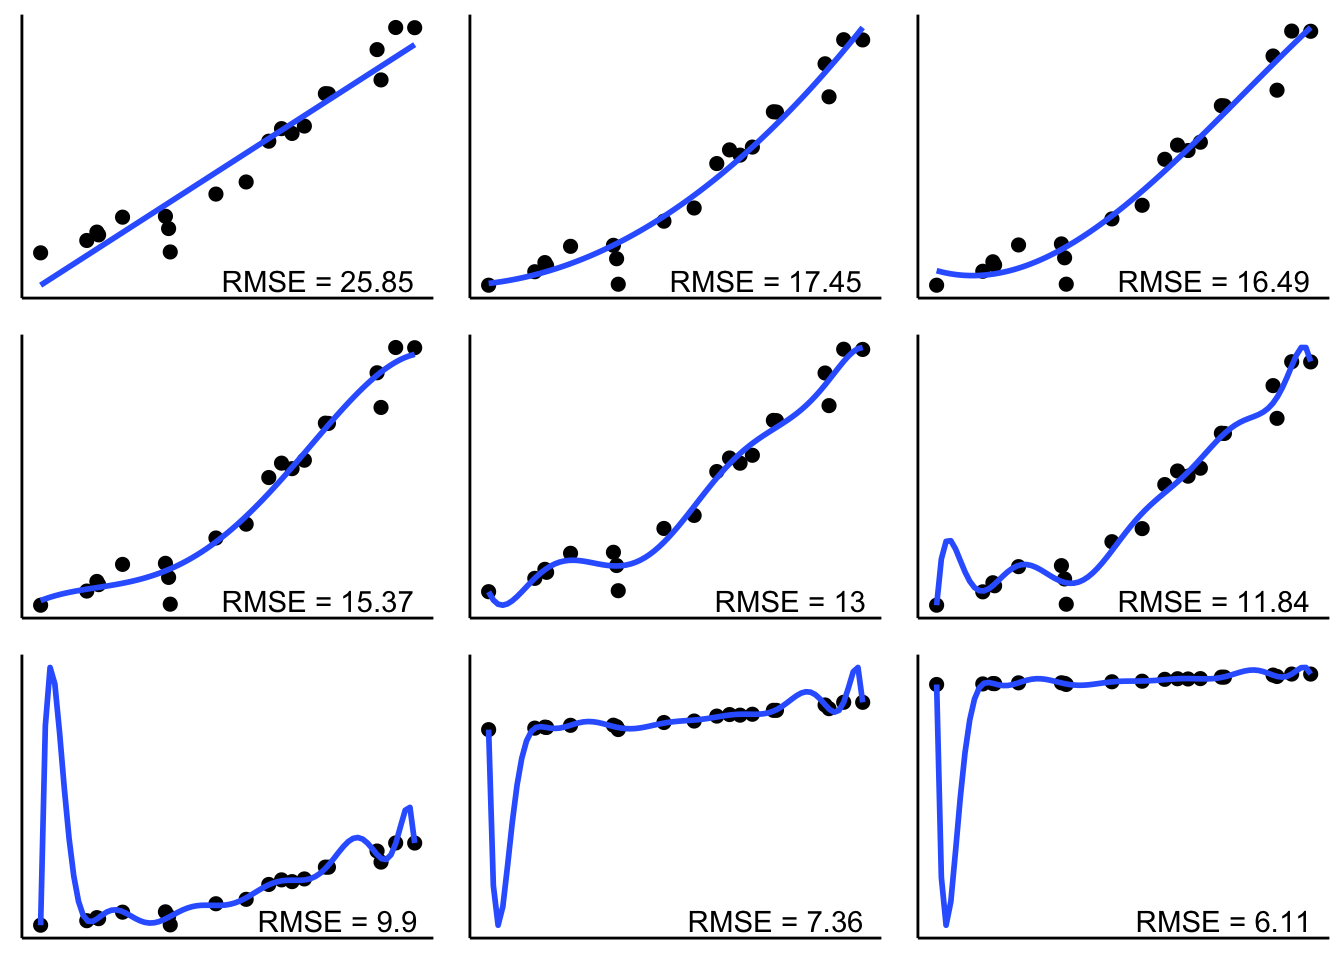 RMSE = 25.85
RMSE = 17.45
RMSE = 16.49
RMSE = 15.37
RMSE = 13
RMSE = 11.84
RMSE = 9.9
RMSE = 7.36
RMSE = 6.11